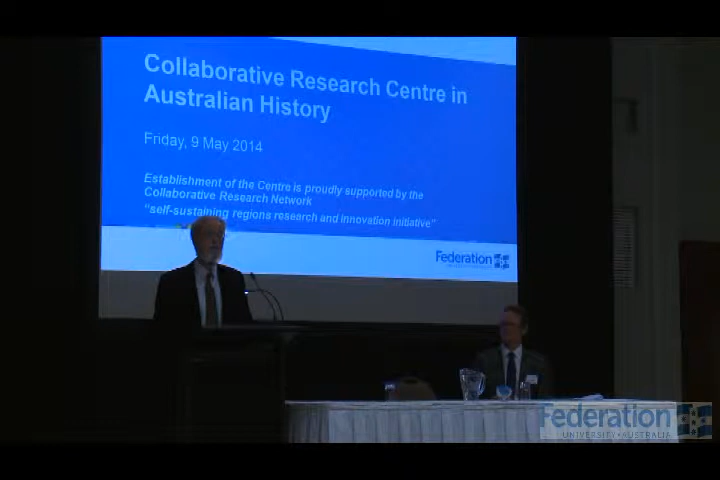 Collaborative Research Centre in
Australian History
Friday, 9 May 2014
Establishment of the Centre is proudly supported by the
Collaborative Research Network
"self-sustaining regions research and innovation initiative"
Federation
Federation
UNIVERSITY AUSTRALIA